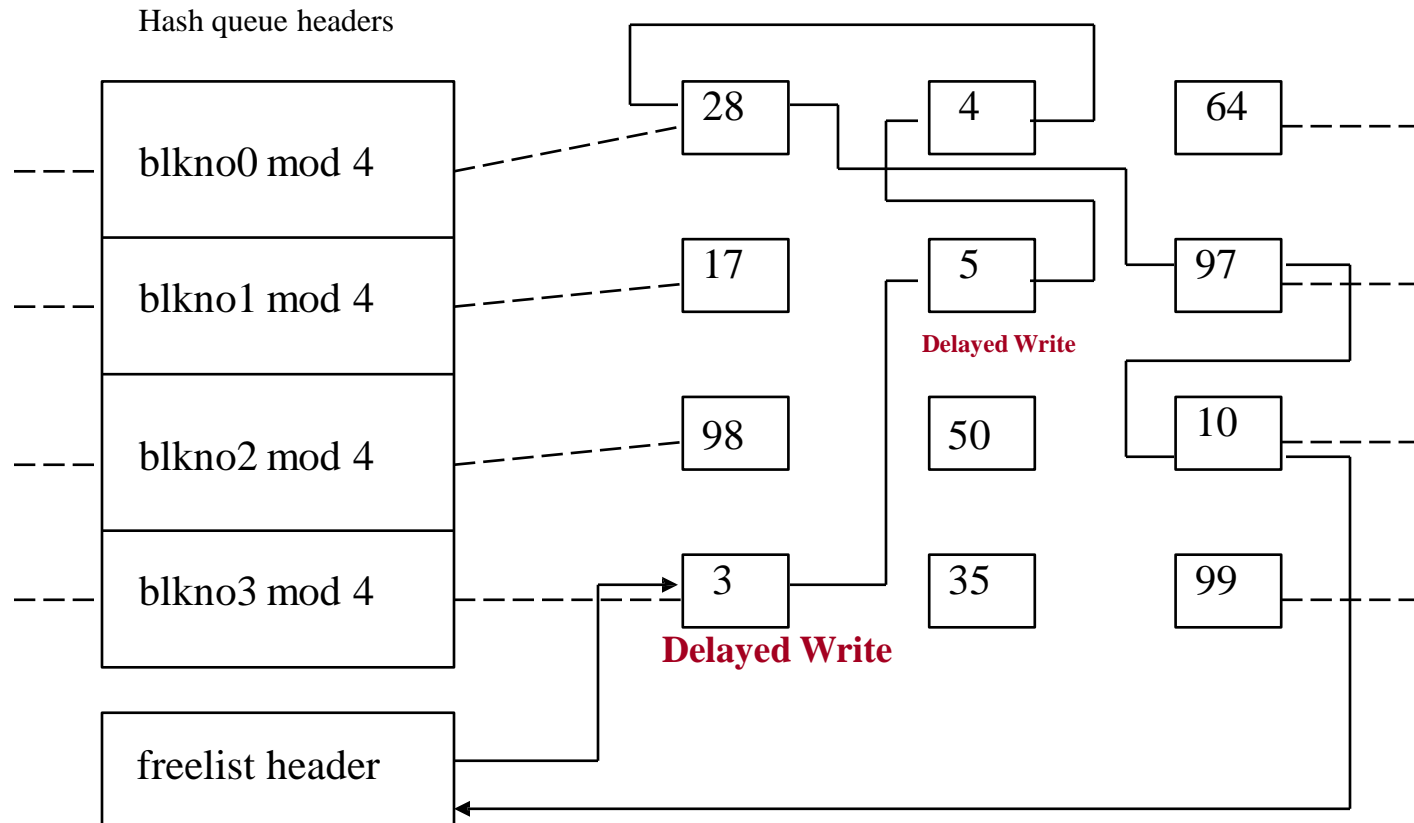 Hash queue headers
blkno0 mod 4
28
4
64
blkno1 mod 4
17
5
97
Delayed Write
blkno2 mod 4
98
50
10
blkno3 mod 4
3
35
99
Delayed Write
freelist header